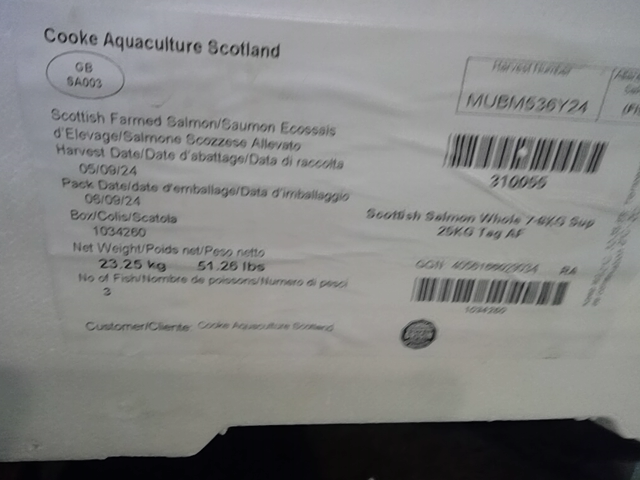 Cooke Aquaculture Scotland
GB
SA003
Harvest Number
MUBM536Y24
Scottish Farmed Salmon/Saumon Ecossais
d'Elevage/Salmone Scozzese Allevato
Harvest Date/Date d'abattage/Data di raccolta
05/09/24
Pack Date/date d'emballage/Data d'imballaggio
06/09/24
Box/Colis/Scatola
1034260
Net Weight/Poids net/Peso netto
23.25 kg 51.26 lbs
No of Fish/Nombre de poissons/Numero di pesci
3
Customer/Cliente: Cooke Aquaculture Scotland
310055
Scottish Salmon Whole Sup
25KG Tag AF
GGN RA
1034260